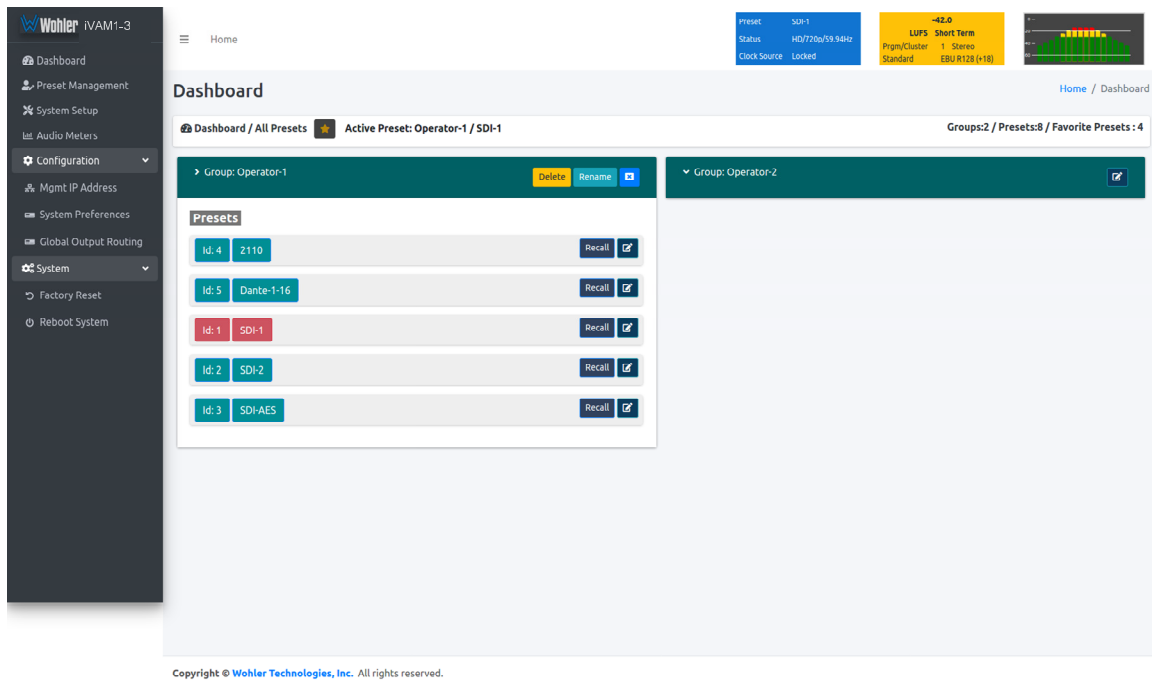 Wohler iVAM1-3
Dashboard
Preset Management
System Setup
Audio Meters
Configuration
Mgmt IP Address
System Preferences
Global Output Routing
System
Factory Reset
Reboot System
Home
Preset SDI-1
Status HD/720p/59.94Hz
Clock Source Locked
-42.0
LUFS Short Term
Prgm/Cluster 1 Stereo
Standard EBU R128 (+18)
Dashboard
Home / Dashboard
Dashboard / All Presets Active Preset: Operator-1 / SDI-1
Groups:2 / Presets:8 / Favorite Presets : 4
Group: Operator-1 Delete Rename
Presets
Id: 4 2110 Recall
Id: 5 Dante-1-16 Recall
Id: 1 SDI-1 Recall
Id: 2 SDI-2 Recall
Id: 3 SDI-AES Recall
Group: Operator-2
Copyright © Wohler Technologies, Inc. All rights reserved.